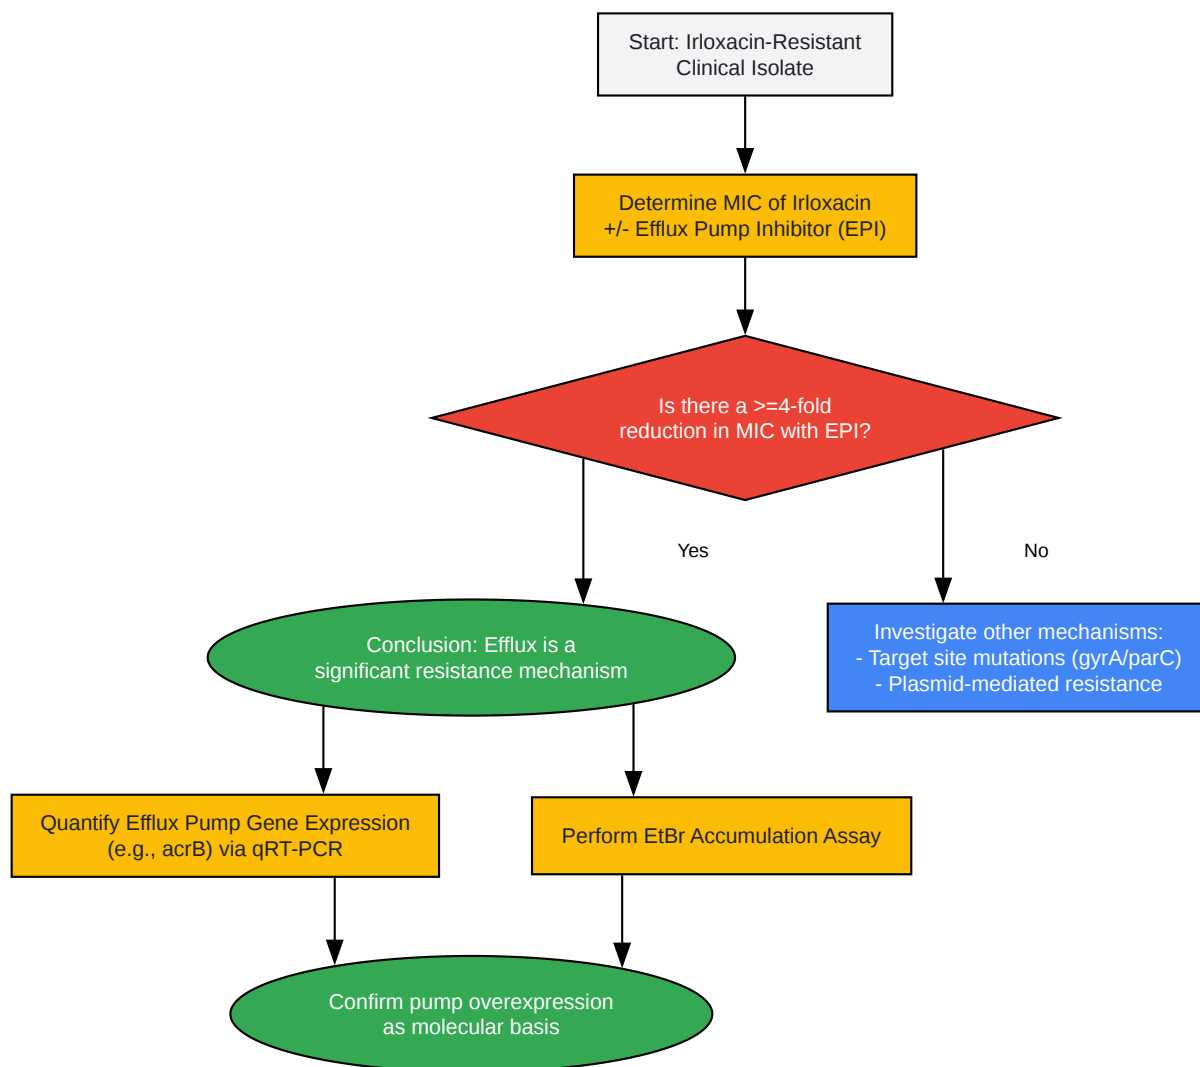 Start: Irloxacin-Resistant
Clinical Isolate
Determine MIC of Irloxacin
+/- Efflux Pump Inhibitor (EPI)
Is there a >=4-fold
reduction in MIC with EPI?
Yes
No
Conclusion: Efflux is a
significant resistance mechanism
Investigate other mechanisms:
- Target site mutations (gyrA/parC)
- Plasmid-mediated resistance
Quantify Efflux Pump Gene Expression
(e.g., acrB) via qRT-PCR
Perform EtBr Accumulation Assay
Confirm pump overexpression
as molecular basis